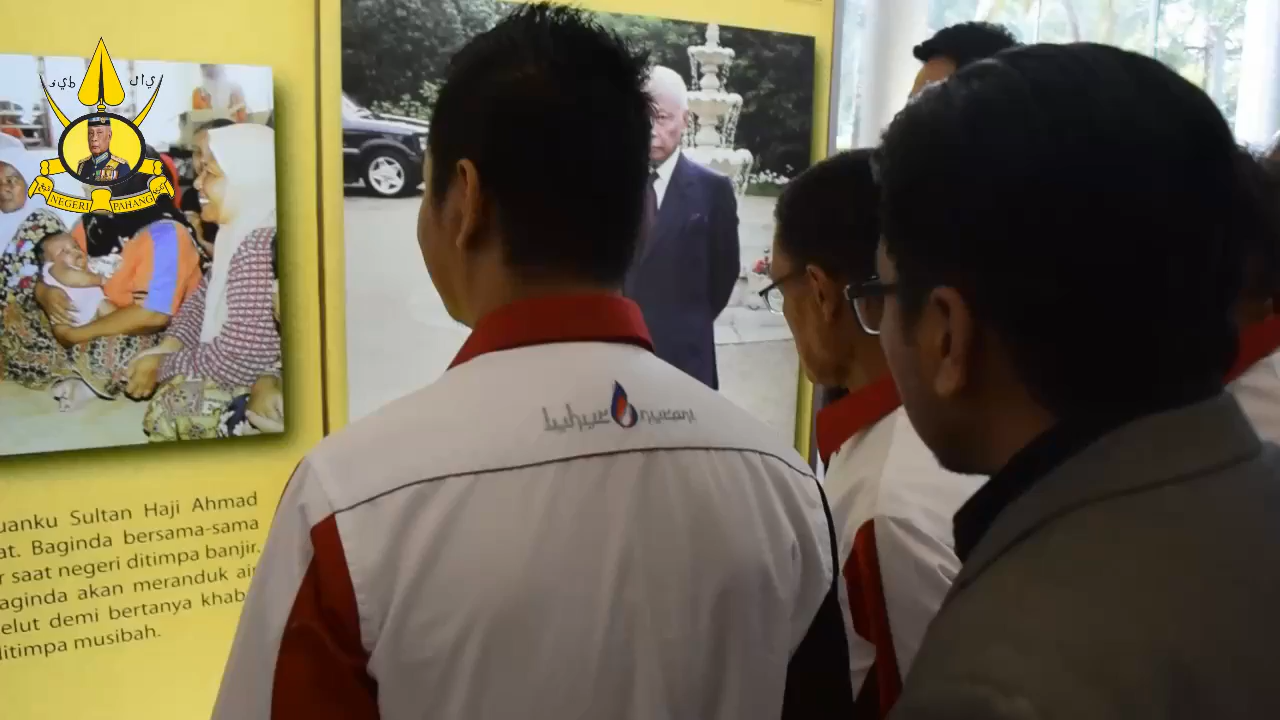 NEGERI PAHANG
luhur nurani
uanku Sultan Haji Ahmad
at. Baginda bersama-sama
r saat negeri ditimpa banjir.
aginda akan meranduk air
elut demi bertanya khab
ditimpa musibah.